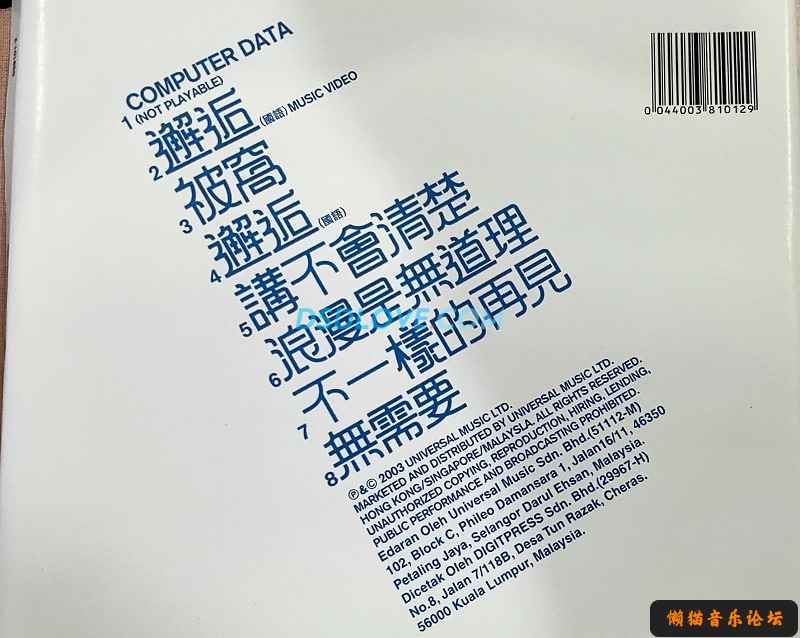 COMPUTER DATA
1 (NOT PLAYABLE)
2 邂逅 (國語) MUSIC VIDEO
3 被窩
4 邂逅 (國語)
5 講不會清楚
6 浪漫是無道理
7 不一樣的再見
8 無需要
Ⓟ&© 2003 UNIVERSAL MUSIC LTD.
MARKETED AND DISTRIBUTED BY UNIVERSAL MUSIC LTD.
HONG KONG/SINGAPORE/MALAYSLA. ALL RIGHTS RESERVED.
UNAUTHORIZED COPYING, REPRODUCTION, HIRING, LENDING,
PUBLIC PERFORMANCE AND BROADCASTING PROHIBITED.
Edaran Oleh Universal Music Sdn. Bhd.(51112-M)
102, Block C, Phileo Damansara 1, Jalan16/11, 46350
Petaling Jaya, Selangor Darul Ehsan, Malaysia.
Dicetak Oleh DIGITPRESS Sdn. Bhd.(29967-H)
No.8, Jalan 7/118B, Desa Tun Razak, Cheras.
56000 Kuala Lumpur, Malaysia.
0 044003 810129
DSDLOVE.COM
懒猫音乐论坛